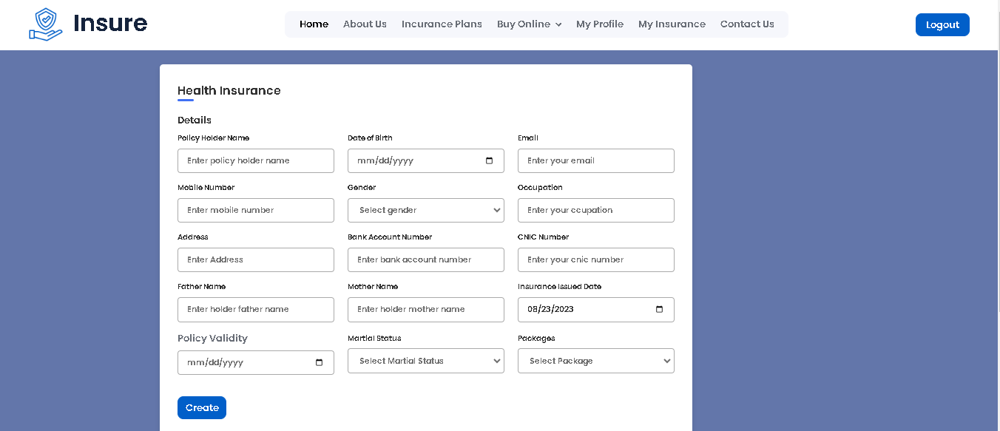 Insure
Home About Us Incurance Plans Buy Online My Profile My Insurance Contact Us
Logout
Health Insurance
Details
Policy Holder Name Date of Birth Email
Enter policy holder name mm/dd/yyyy Enter your email
Mobile Number Gender Occupation
Enter mobile number Select gender Enter your ccupation
Address Bank Account Number CNIC Number
Enter Address Enter bank account number Enter your cnic number
Father Name Mother Name Insurance Issued Date
Enter holder father name Enter holder mother name 08/23/2023
Policy Validity Martial Status Packages
mm/dd/yyyy Select Martial Status Select Package
Create